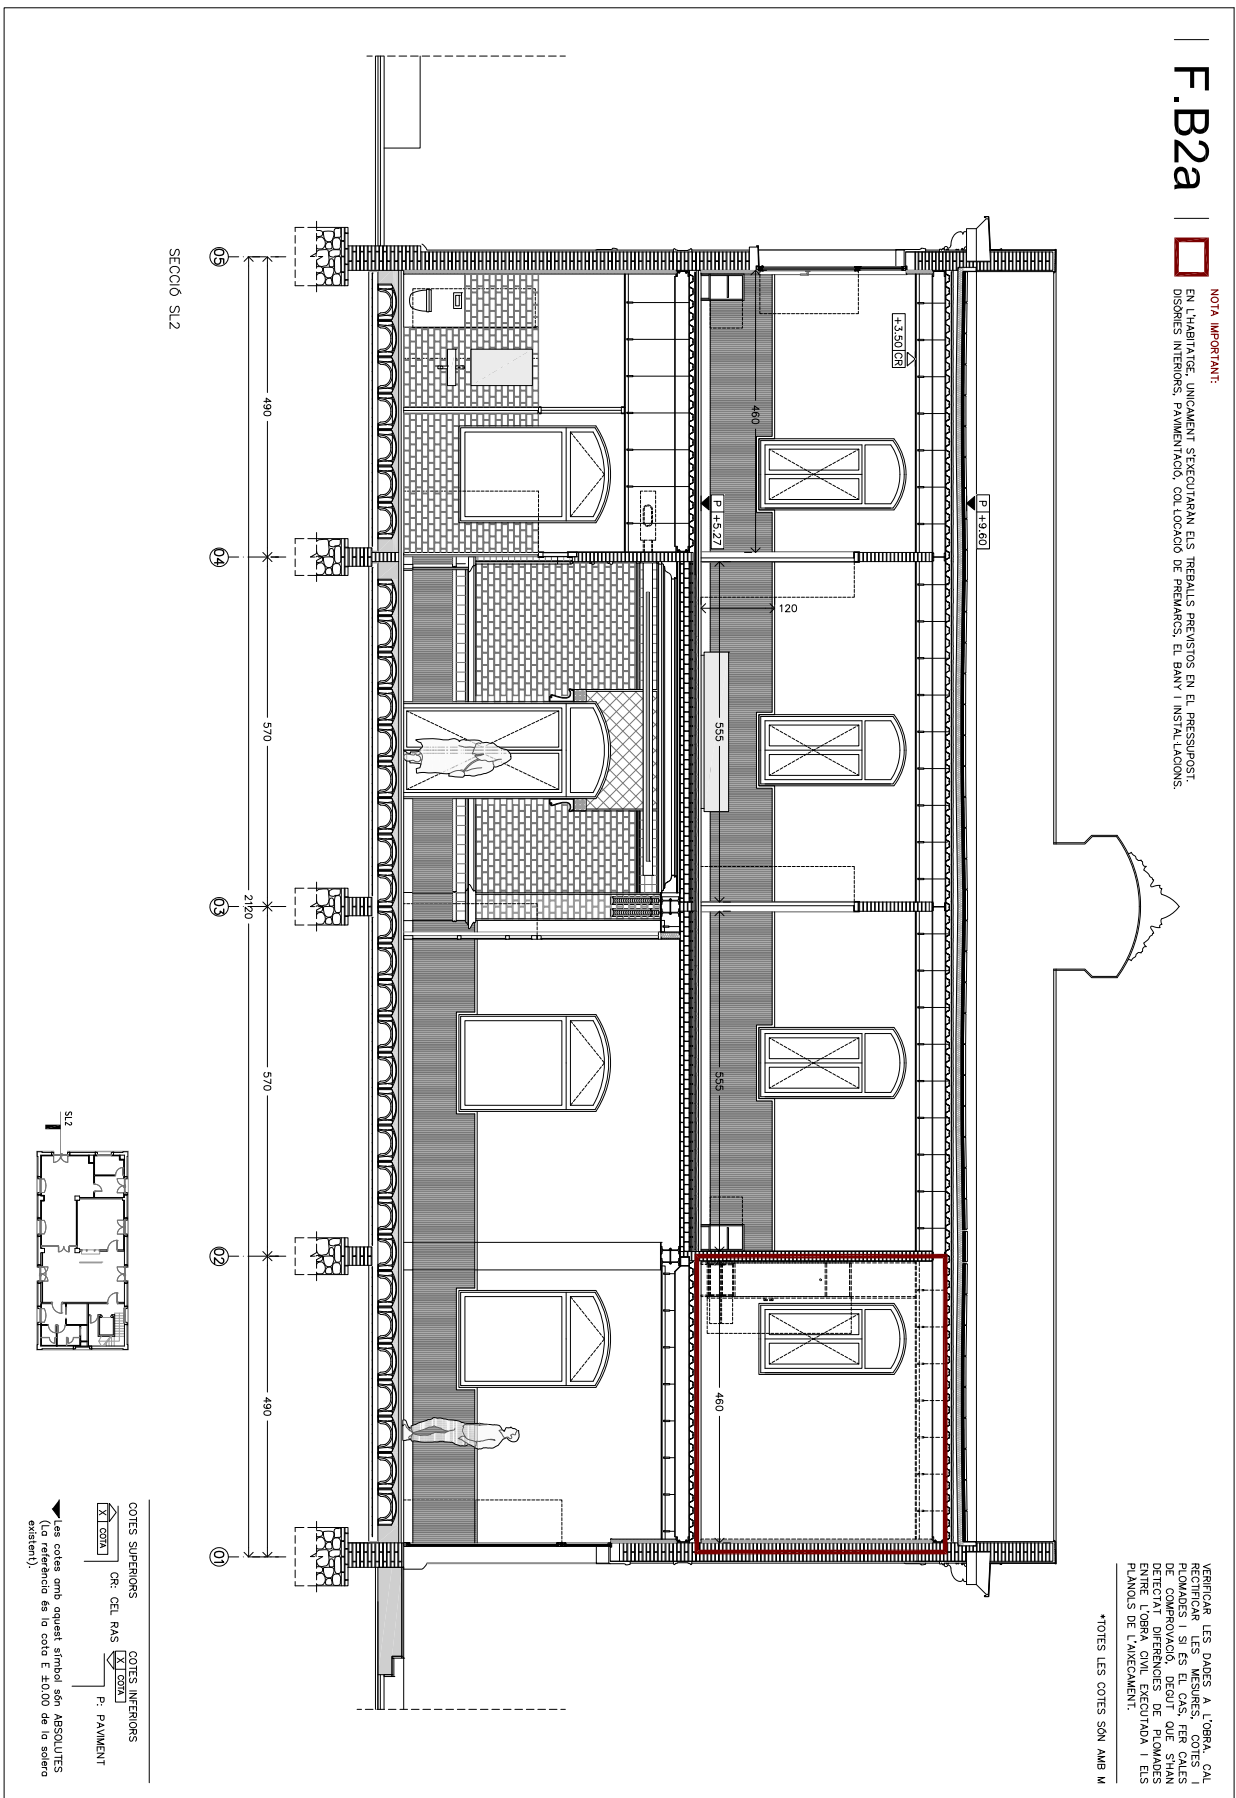 F.B2a
NOTA IMPORTANT:
EN L'HABITATGE, UNICAMENT S'EXECUTARÀN ELS TREBALLS PREVISTOS EN EL PRESSUPOST.
DISÒRIES INTERIORS, PAVIMENTACIÓ, COL·LOCACIÓ DE PREMARCS, EL BANY I INSTAL·LACIONS.
VERIFICAR LES DADES A L'OBRA. CAL
RECTIFICAR LES MESURES, COTES I
PLOMADES I SI ÉS EL CAS, FER CALES
DE COMPROVACIÓ, DEGUT QUE S'HAN
DETECTAT DIFERÈNCIES DE PLOMADES
ENTRE L'OBRA CIVIL EXECUTADA I ELS
PLÀNOLS DE L'AIXECAMENT.
*TOTES LES COTES SÓN AMB M
P +9.60
+3.50 CR
460
P +5.27
120
555
555
460
490
570
570
490
2120
05
04
03
02
01
SECCIÓ SL2
SL2
COTES SUPERIORS
X COTA
CR: CEL RAS
COTES INFERIORS
X COTA
P: PAVIMENT
Les cotes amb aquest símbol són ABSOLUTES
(La referència és la cota E ±0.00 de la solera
existent).